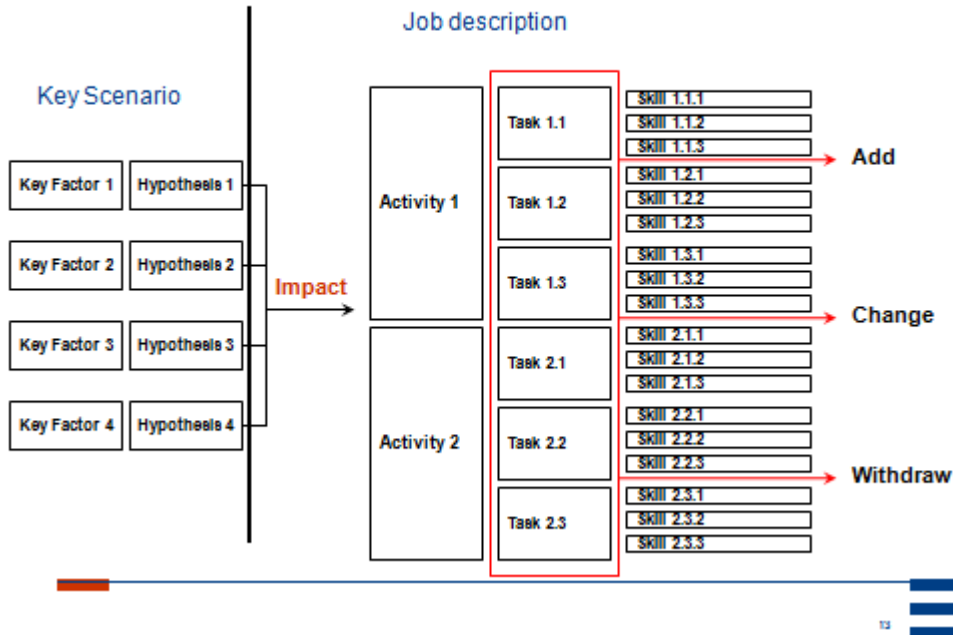 Job description
Key Scenario
Key Factor 1
Hypothesis 1
Key Factor 2
Hypothesis 2
Key Factor 3
Hypothesis 3
Key Factor 4
Hypothesis 4
Impact
Activity 1
Activity 2
Task 1.1
Task 1.2
Task 1.3
Task 2.1
Task 2.2
Task 2.3
Skill 1.1.1
Skill 1.1.2
Skill 1.1.3
Skill 1.2.1
Skill 1.2.2
Skill 1.2.3
Skill 1.3.1
Skill 1.3.2
Skill 1.3.3
Skill 2.1.1
Skill 2.1.2
Skill 2.1.3
Skill 2.2.1
Skill 2.2.2
Skill 2.2.3
Skill 2.3.1
Skill 2.3.2
Skill 2.3.3
Add
Change
Withdraw